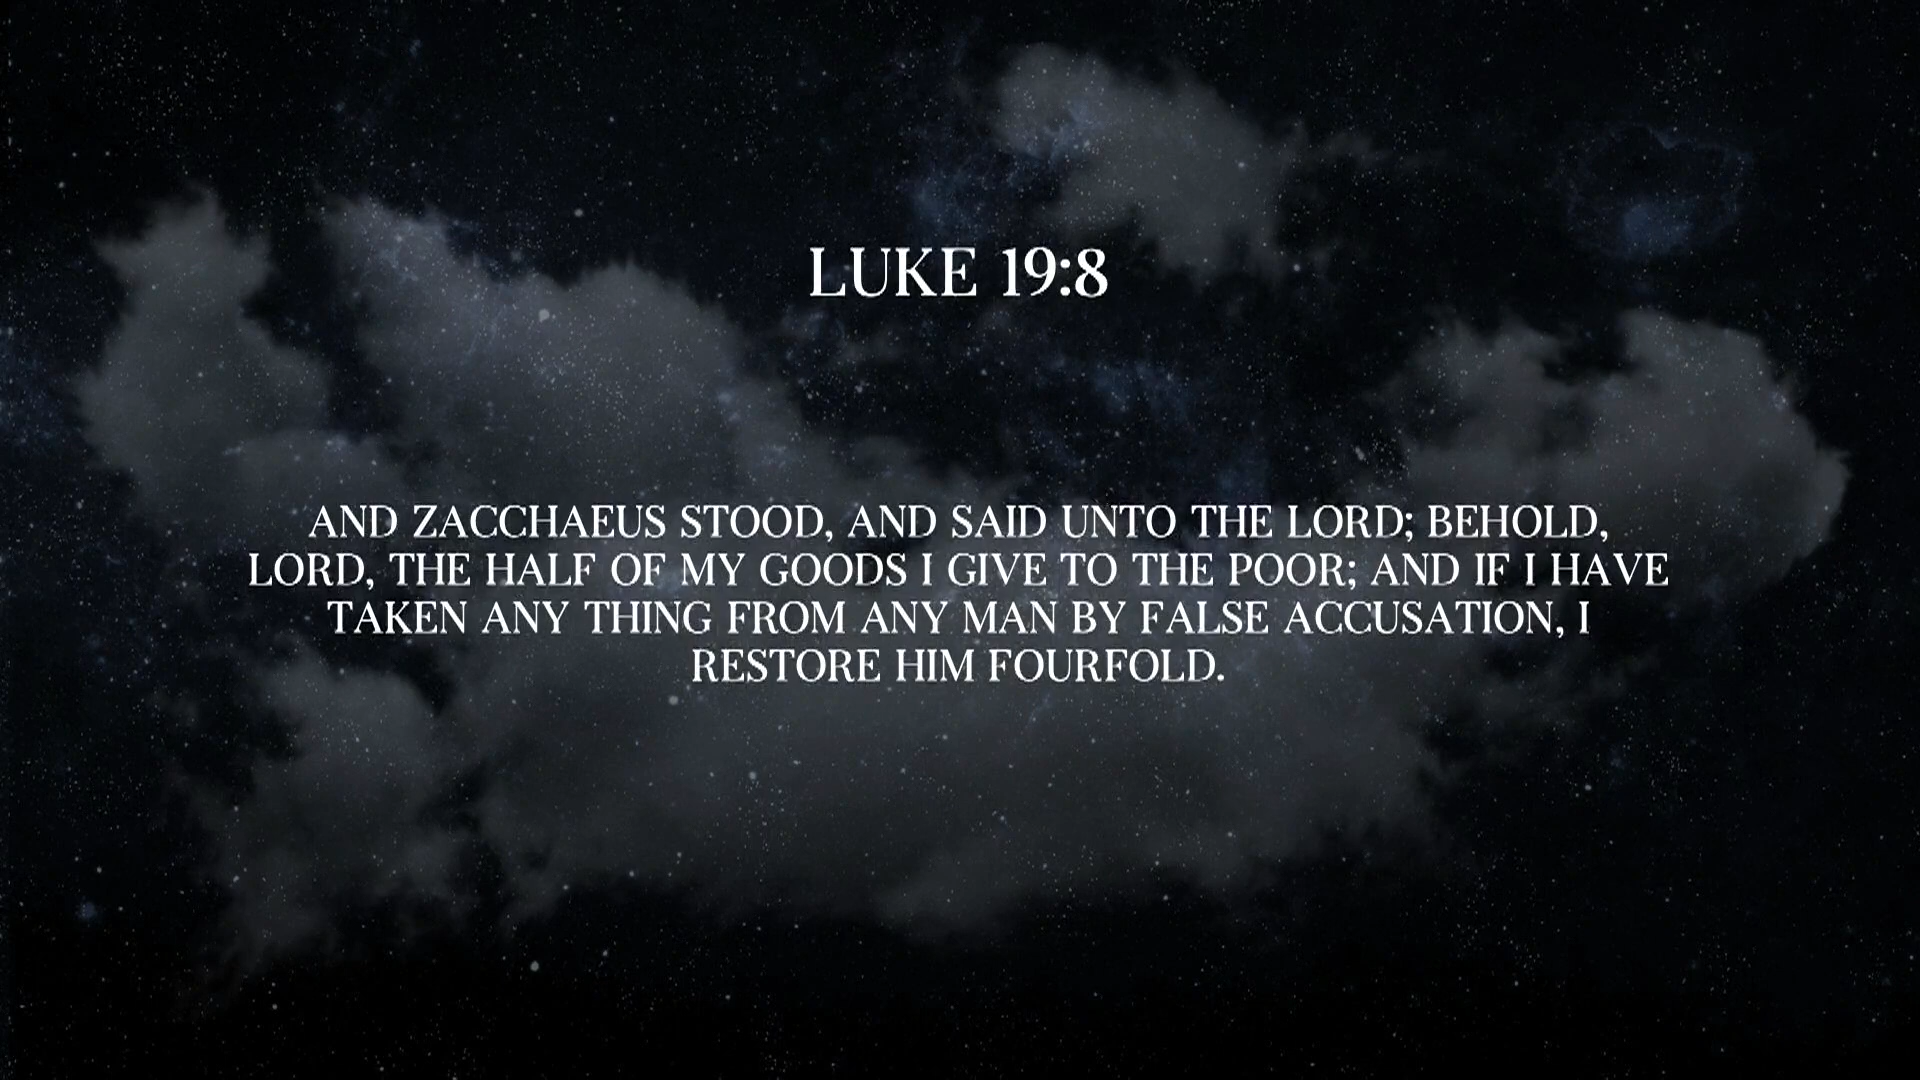 LUKE 19:8
AND ZACCHAEUS STOOD, AND SAID UNTO THE LORD; BEHOLD,
LORD, THE HALF OF MY GOODS I GIVE TO THE POOR; AND IF I HAVE
TAKEN ANY THING FROM ANY MAN BY FALSE ACCUSATION, I
RESTORE HIM FOURFOLD.